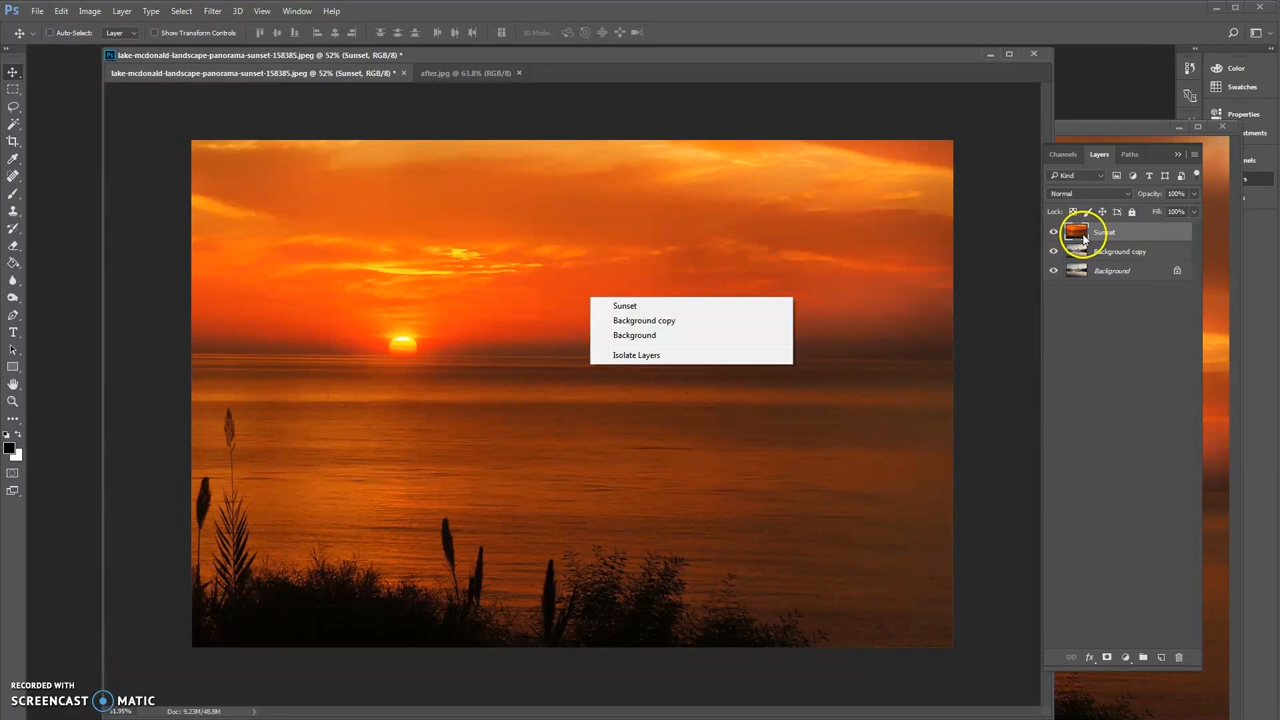 Ps File Edit Image Layer Type Select Filter 3D View Window Help
Auto-Select: Layer Show Transform Controls 3D Mode:
lake-mcdonald-landscape-panorama-sunset-158385.jpeg @ 52% (Sunset, RGB/8) *
lake-mcdonald-landscape-panorama-sunset-158385.jpeg @ 52% (Sunset, RGB/8) * × after.jpg @ 63.8% (RGB/8) ×
Color
Swatches
Properties
Channels Layers Paths
Kind
Normal Opacity: 100%
Lock: Fill: 100%
Sunset
Background copy
Background
Sunset
Background copy
Background
Isolate Layers
RECORDED WITH
SCREENCAST MATIC
Doc: 9.23M/48.8M